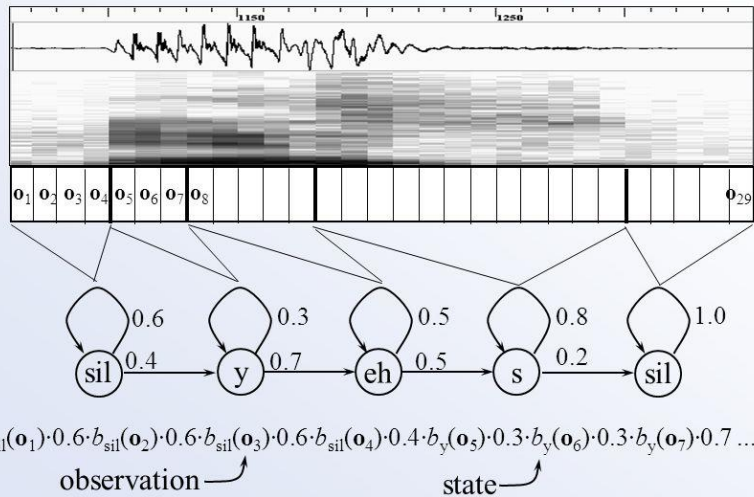 1150 1250
o1 o2 o3 o4 o5 o6 o7 o8 o29
0.6 0.3 0.5 0.8 1.0
sil 0.4 y 0.7 eh 0.5 s 0.2 sil
l(o1)·0.6·bsil(o2)·0.6·bsil(o3)·0.6·bsil(o4)·0.4·by(o5)·0.3·by(o6)·0.3·by(o7)·0.7 ...
observation state